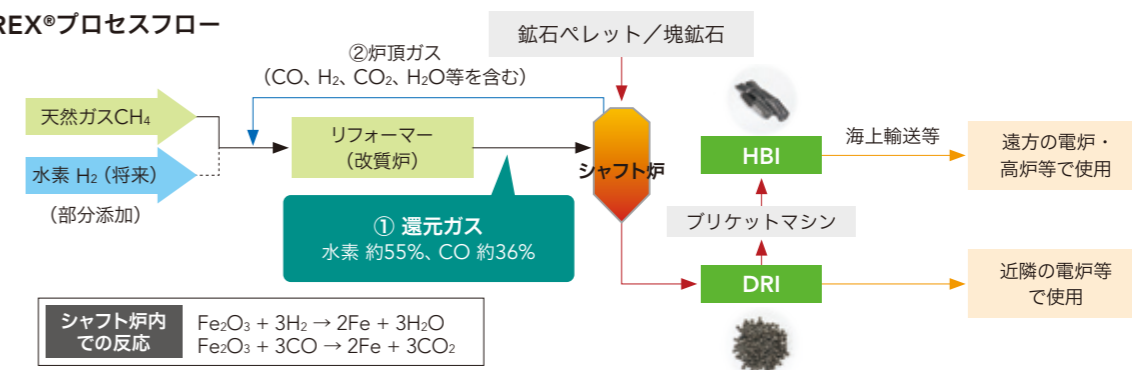 REX®プロセスフロー
鉱石ペレット／塊鉱石
②炉頂ガス
（CO、H₂、CO₂、H₂O等を含む）
天然ガスCH₄
水素 H₂（将来）
（部分添加）
リフォーマー
（改質炉）
シャフト炉
① 還元ガス
水素 約55%、CO 約36%
HBI
海上輸送等
遠方の電炉・
高炉等で使用
ブリケットマシン
DRI
近隣の電炉等
で使用
シャフト炉内
での反応
Fe₂O₃ + 3H₂ → 2Fe + 3H₂O
Fe₂O₃ + 3CO → 2Fe + 3CO₂